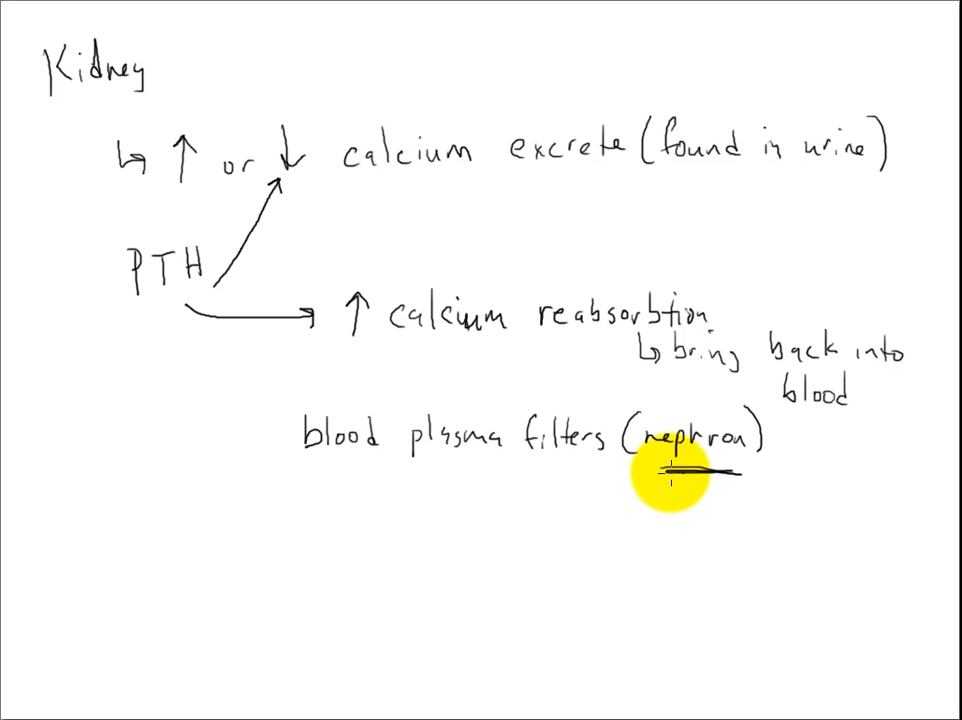 Kidney
↳ ↑ or ↓ calcium excrete (found in urine)
PTH
↑ calcium reabsorbtion
↳ bring back into
blood
blood plasma filters (nephron)